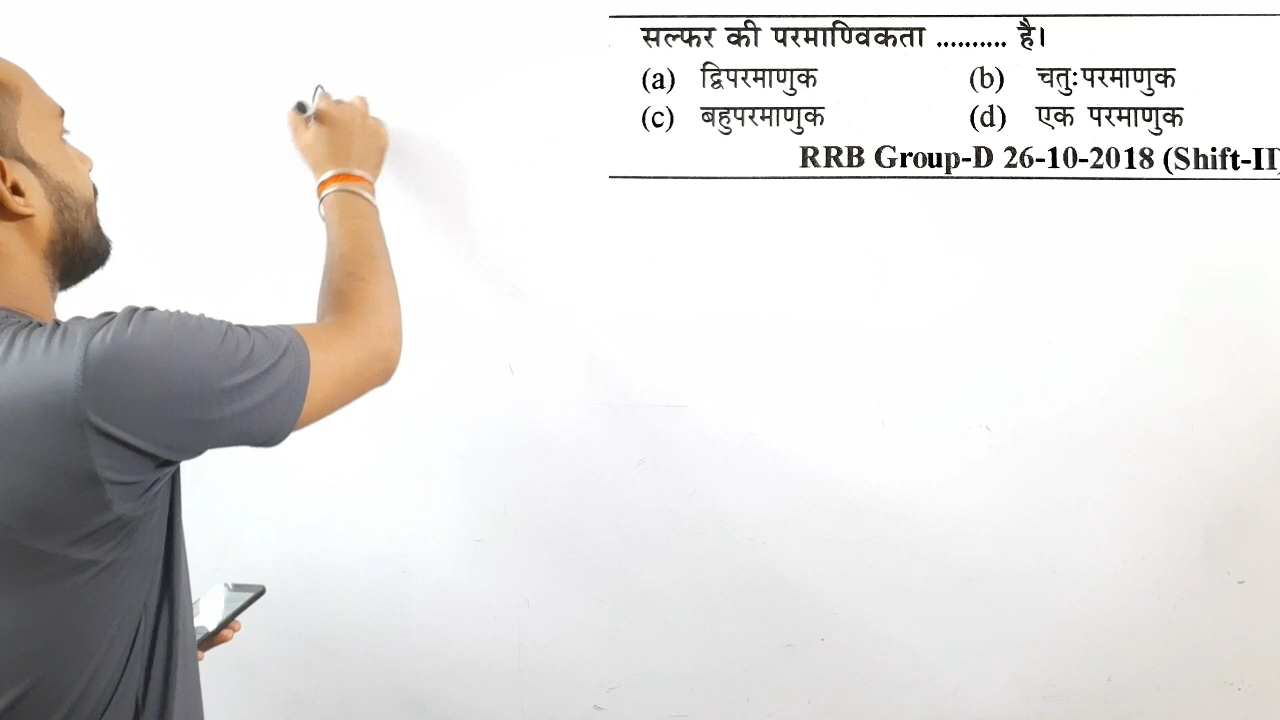 सल्फर की परमाण्विकता .......... है।
(a) द्विपरमाणुक (b) चतुःपरमाणुक
(c) बहुपरमाणुक (d) एक परमाणुक
RRB Group-D 26-10-2018 (Shift-II)